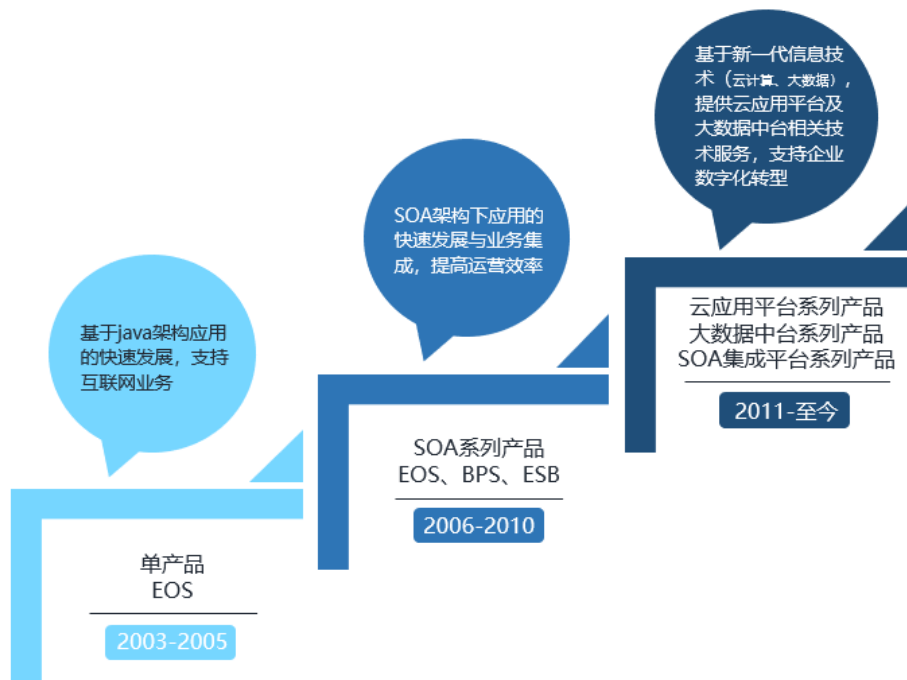 基于java架构应用
的快速发展，支持
互联网业务
单产品
EOS
2003-2005
SOA架构下应用的
快速发展与业务集
成，提高运营效率
SOA系列产品
EOS、BPS、ESB
2006-2010
基于新一代信息技
术（云计算、大数据），
提供云应用平台及
大数据中台相关技
术服务，支持企业
数字化转型
云应用平台系列产品
大数据中台系列产品
SOA集成平台系列产品
2011-至今